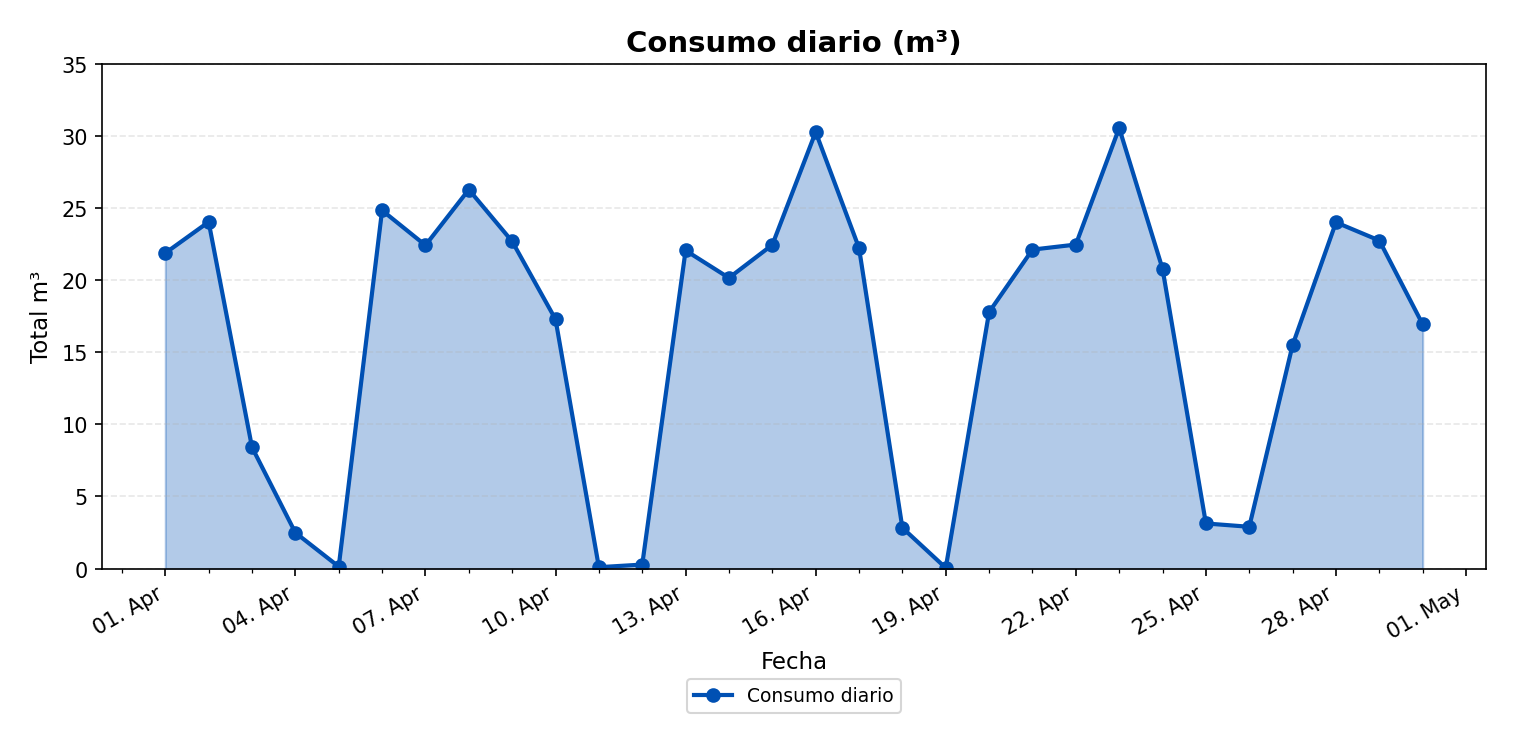 Consumo diario (m³)
Total m³
35
30
25
20
15
10
5
0
01. Apr
04. Apr
07. Apr
10. Apr
13. Apr
16. Apr
19. Apr
22. Apr
25. Apr
28. Apr
01. May
Fecha
Consumo diario